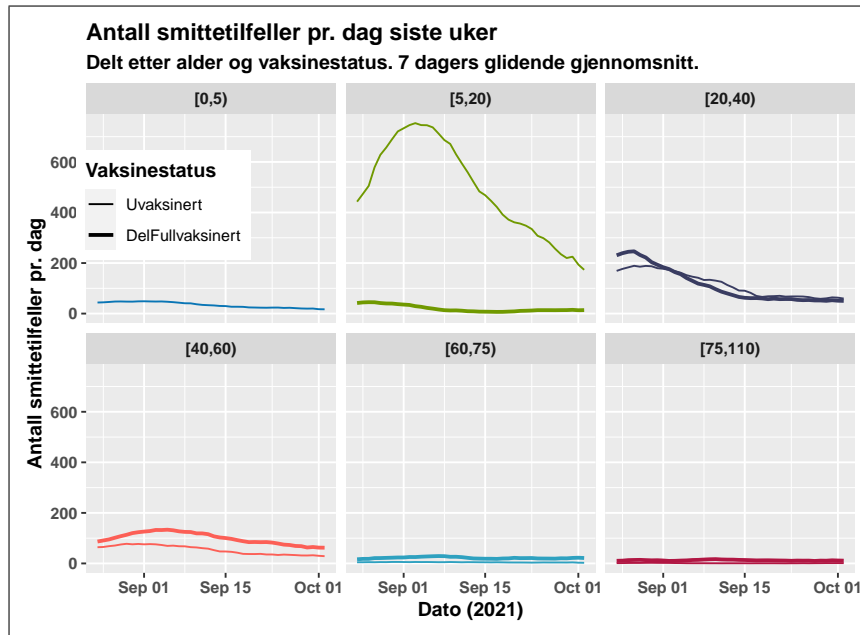 Antall smittetilfeller pr. dag siste uker
Delt etter alder og vaksinestatus. 7 dagers glidende gjennomsnitt.
[0,5) [5,20) [20,40)
Vaksinestatus
Uvaksinert
DelFullvaksinert
600
400
200
0
[40,60) [60,75) [75,110)
600
400
200
0
Antall smittetilfeller pr. dag
Sep 01 Sep 15 Oct 01 Sep 01 Sep 15 Oct 01 Sep 01 Sep 15 Oct 01
Dato (2021)